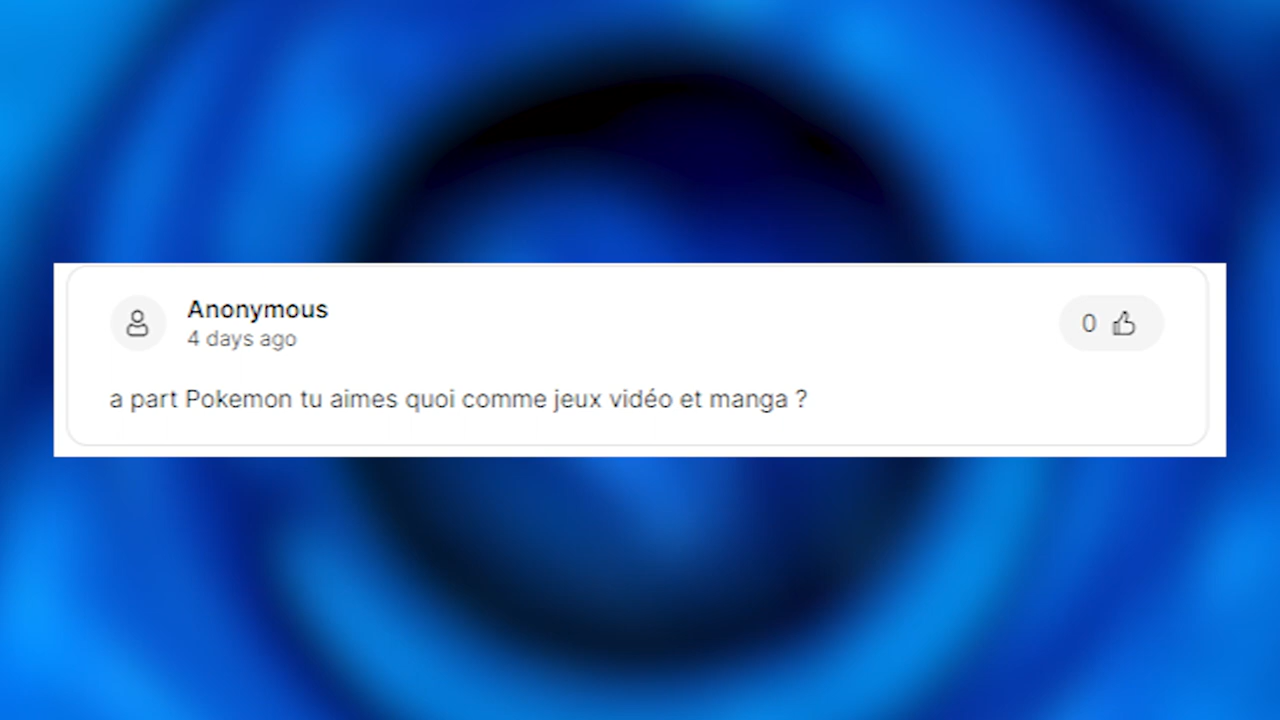 Anonymous
4 days ago
0
a part Pokemon tu aimes quoi comme jeux vidéo et manga ?